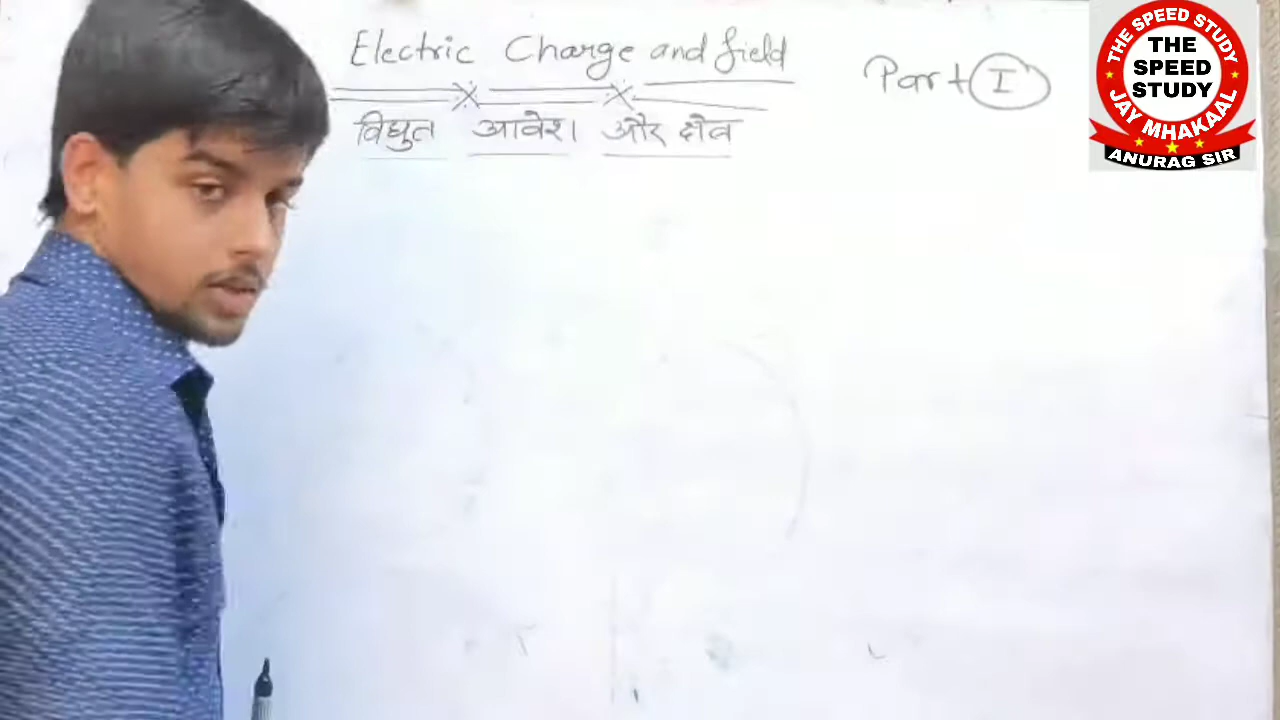 Electric Charge and field
Part I
विद्युत आवेश और क्षेत्र
THE SPEED STUDY
THE
SPEED
STUDY
JAY MHAKAAL
ANURAG SIR